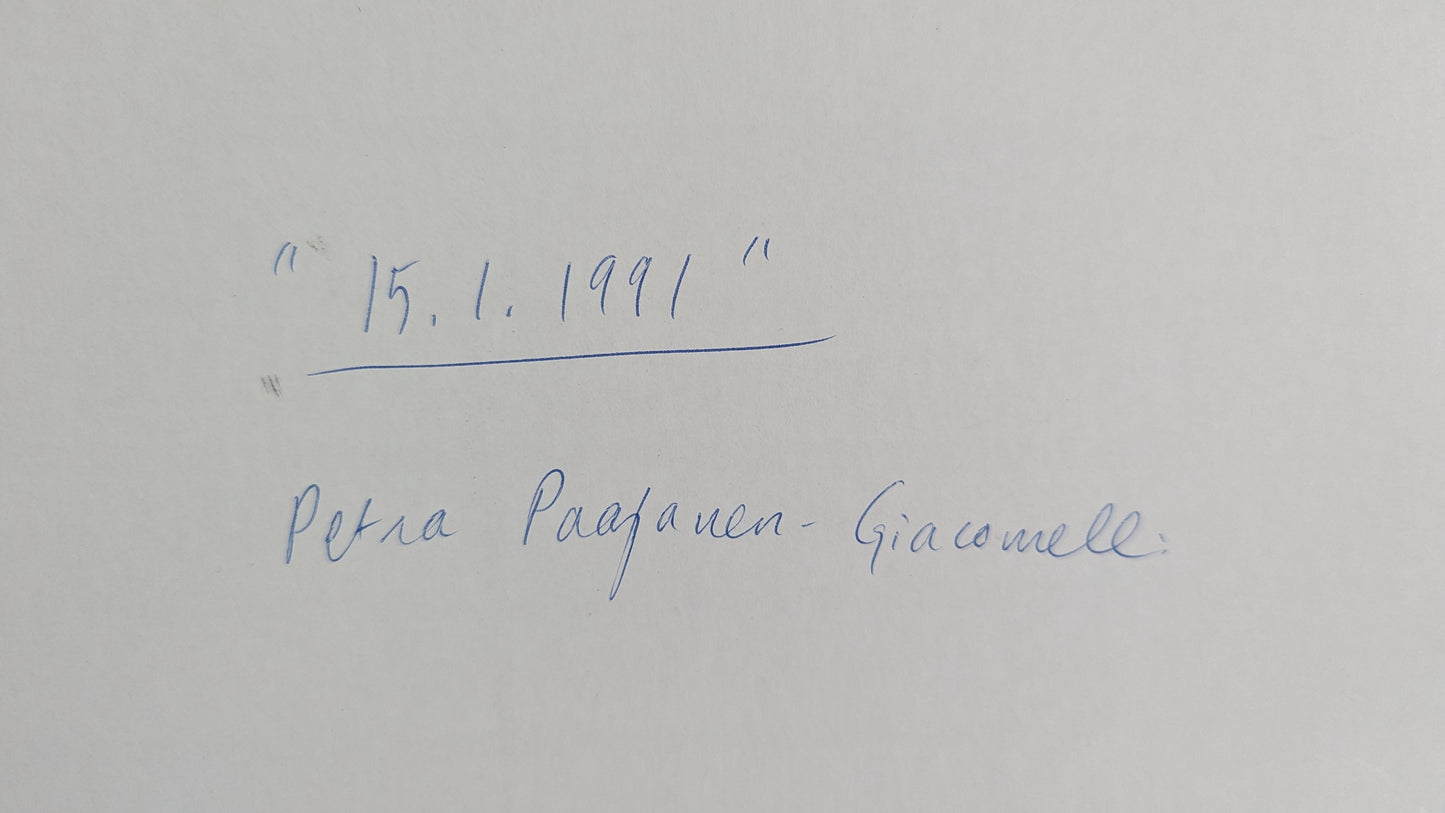 " 15.1.1991 "
Petra Paajanen-Giacomelli